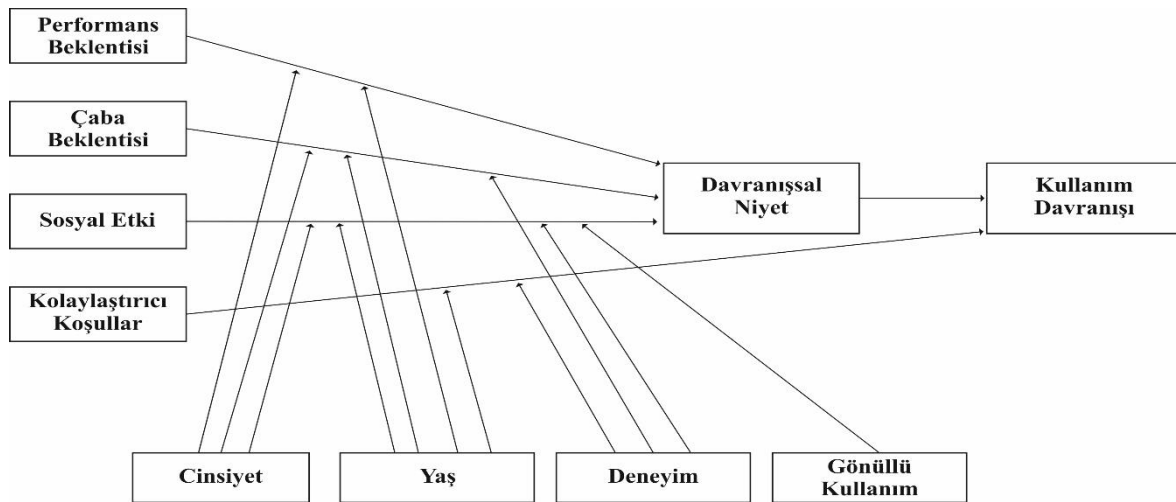 Performans
Beklentisi
Çaba
Beklentisi
Sosyal Etki
Kolaylaştırıcı
Koşullar
Davranışsal
Niyet
Kullanım
Davranışı
Cinsiyet
Yaş
Deneyim
Gönüllü
Kullanım